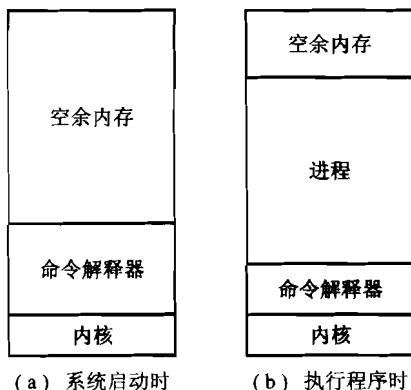 空余内存
命令解释器
内核
(a) 系统启动时
空余内存
进程
命令解释器
内核
(b) 执行程序时